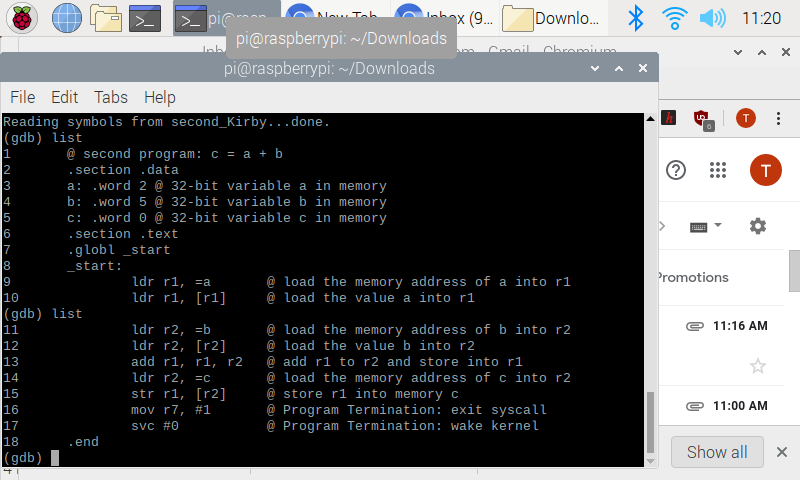 pi@rasp...
New Tab
Inbox (9...
Downlo...
11:20
pi@raspberrypi: ~/Downloads
Gmail - Chromium
pi@raspberrypi: ~/Downloads
File Edit Tabs Help
Reading symbols from second_Kirby...done.
(gdb) list
1 @ second program: c = a + b
2 .section .data
3 a: .word 2 @ 32-bit variable a in memory
4 b: .word 5 @ 32-bit variable b in memory
5 c: .word 0 @ 32-bit variable c in memory
6 .section .text
7 .globl _start
8 _start:
9 ldr r1, =a @ load the memory address of a into r1
10 ldr r1, [r1] @ load the value a into r1
(gdb) list
11 ldr r2, =b @ load the memory address of b into r2
12 ldr r2, [r2] @ load the value b into r2
13 add r1, r1, r2 @ add r1 to r2 and store into r1
14 ldr r2, =c @ load the memory address of c into r2
15 str r1, [r2] @ store r1 into memory c
16 mov r7, #1 @ Program Termination: exit syscall
17 svc #0 @ Program Termination: wake kernel
18 .end
(gdb)
h
0
T
T
Promotions
11:16 AM
11:00 AM
Show all